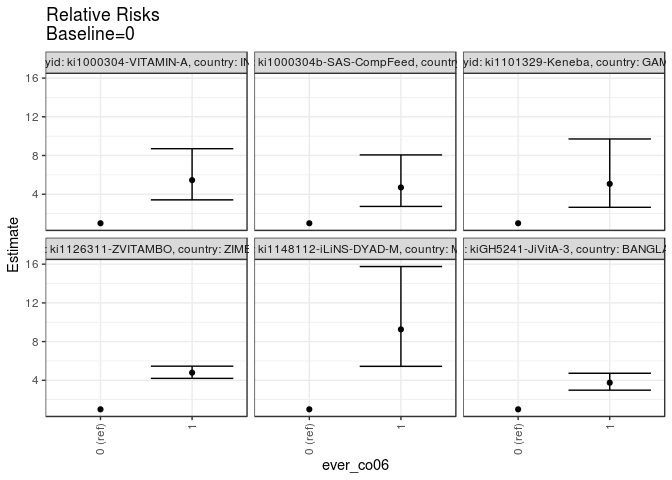 Relative Risks
Baseline=0
yid: ki1000304-VITAMIN-A, country: IN
ki1000304b-SAS-CompFeed, country
yid: ki1101329-Keneba, country: GAM
16
12
8
4
: ki1126311-ZVITAMBO, country: ZIMB
ki1148112-iLiNS-DYAD-M, country: M
: kiGH5241-JiVitA-3, country: BANGLA
16
12
8
4
Estimate
0 (ref)
1
0 (ref)
1
0 (ref)
1
ever_co06